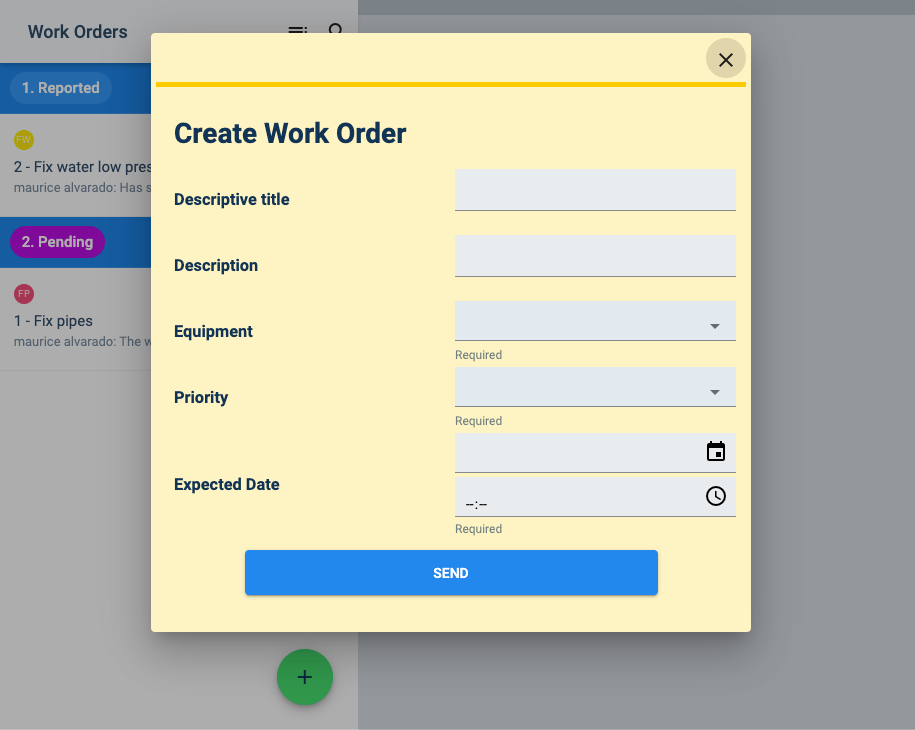 Work Orders
1. Reported
FW
2 - Fix water low pres
maurice alvarado: Has s
2. Pending
FP
1 - Fix pipes
maurice alvarado: The w
Create Work Order
Descriptive title
Description
Equipment
Required
Priority
Required
Expected Date
--:--
Required
SEND